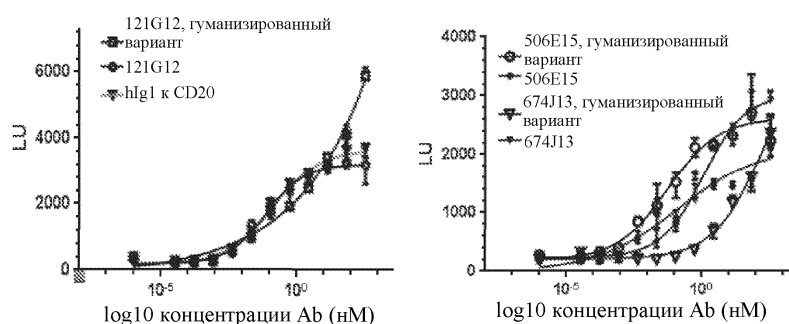 121G12, гуманизированный
вариант
121G12
hIg1 к CD20
6000
4000
2000
0
LU
10⁻⁵
10⁰
log10 концентрации Ab (нМ)
506E15, гуманизированный
вариант
506E15
674J13, гуманизированный
вариант
674J13
4000
3000
2000
1000
0
LU
10⁻⁵
10⁰
log10 концентрации Ab (нМ)